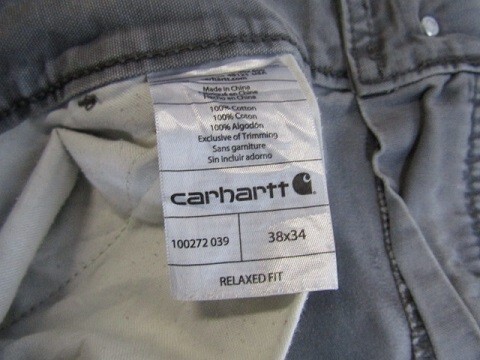 Made in China
100% Cotton
100% Coton
100% Algodón
Exclusive of Trimming
Sans garniture
Sin incluir adorno
carhartt
100272 039
38x34
RELAXED FIT